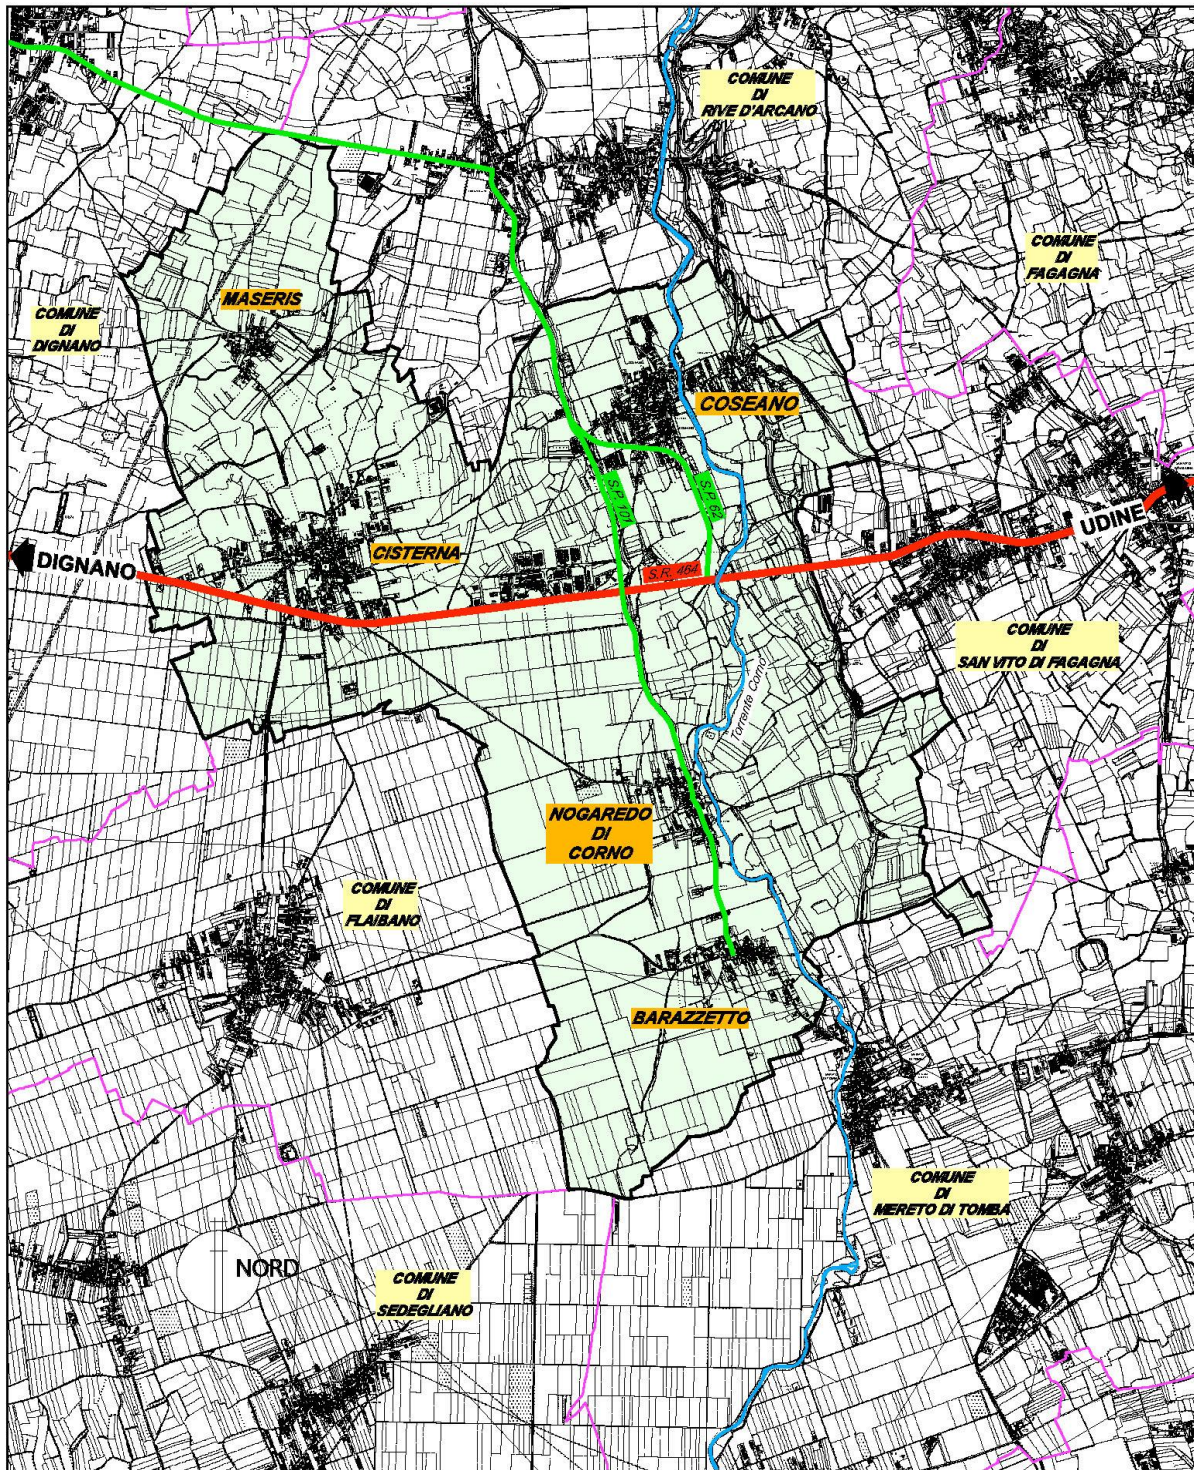 COMUNE
DI
RIVE D'ARCANO
COMUNE
DI
FAGAGNA
MASERIS
COMUNE
DI
DIGNANO
COSEANO
S.P. 101
S.P. 62
UDINE
CISTERNA
DIGNANO
S.R. 464
COMUNE
DI
SAN VITO DI FAGAGNA
Torrente Corno
NOGAREDO
DI
CORNO
COMUNE
DI
FLAIBANO
BARAZZETTO
COMUNE
DI
MERETO DI TOMBA
NORD
COMUNE
DI
SEDEGLIANO